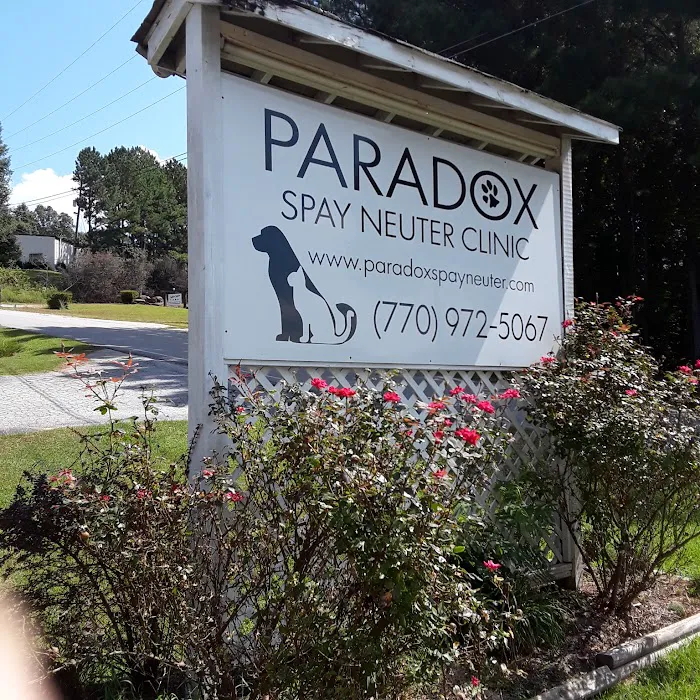 PARADOX
SPAY NEUTER CLINIC
www.paradoxspayneuter.com
(770) 972-5067